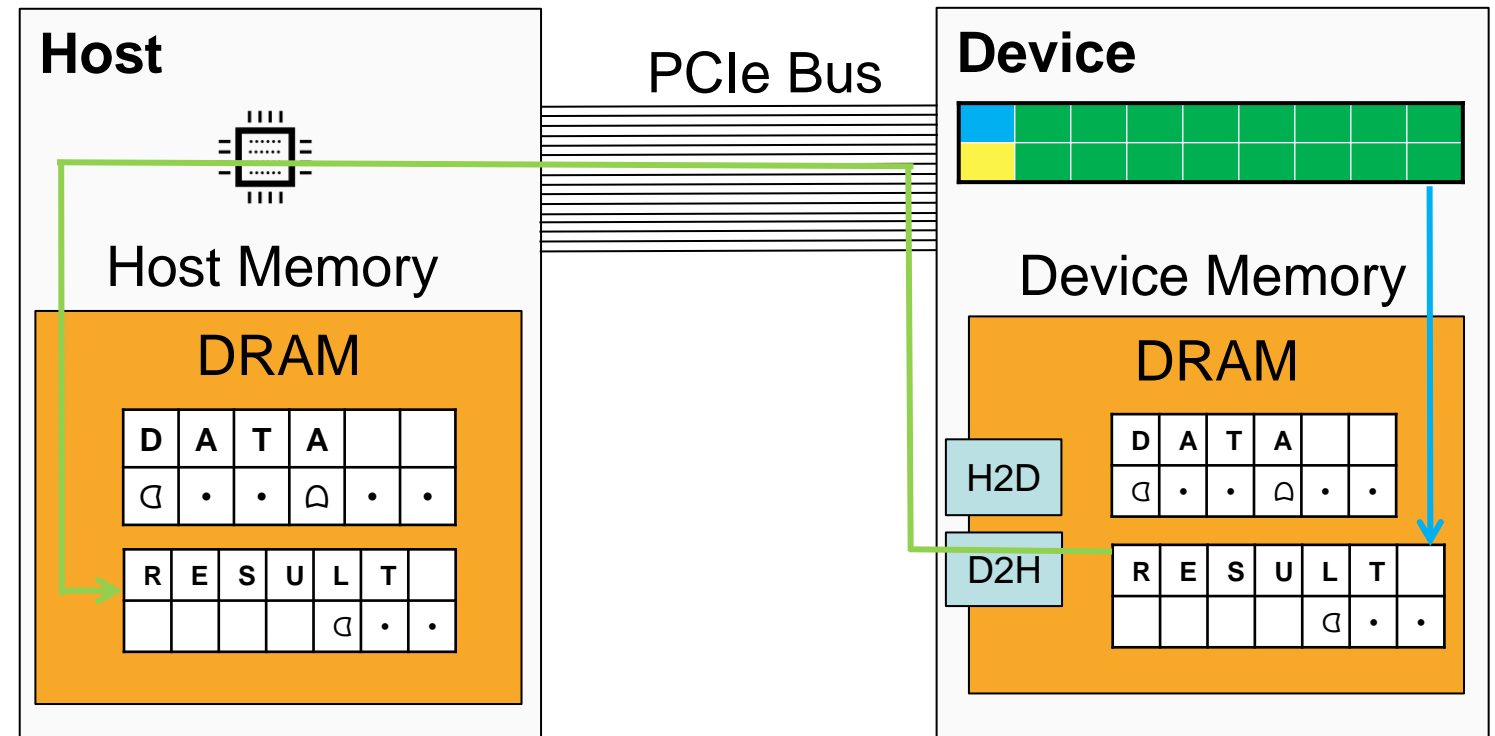 Host
PCIe Bus
Device
Host Memory
Device Memory
DRAM
DRAM
D A T A
D A T A
H2D
R E S U L T
D2H
R E S U L T